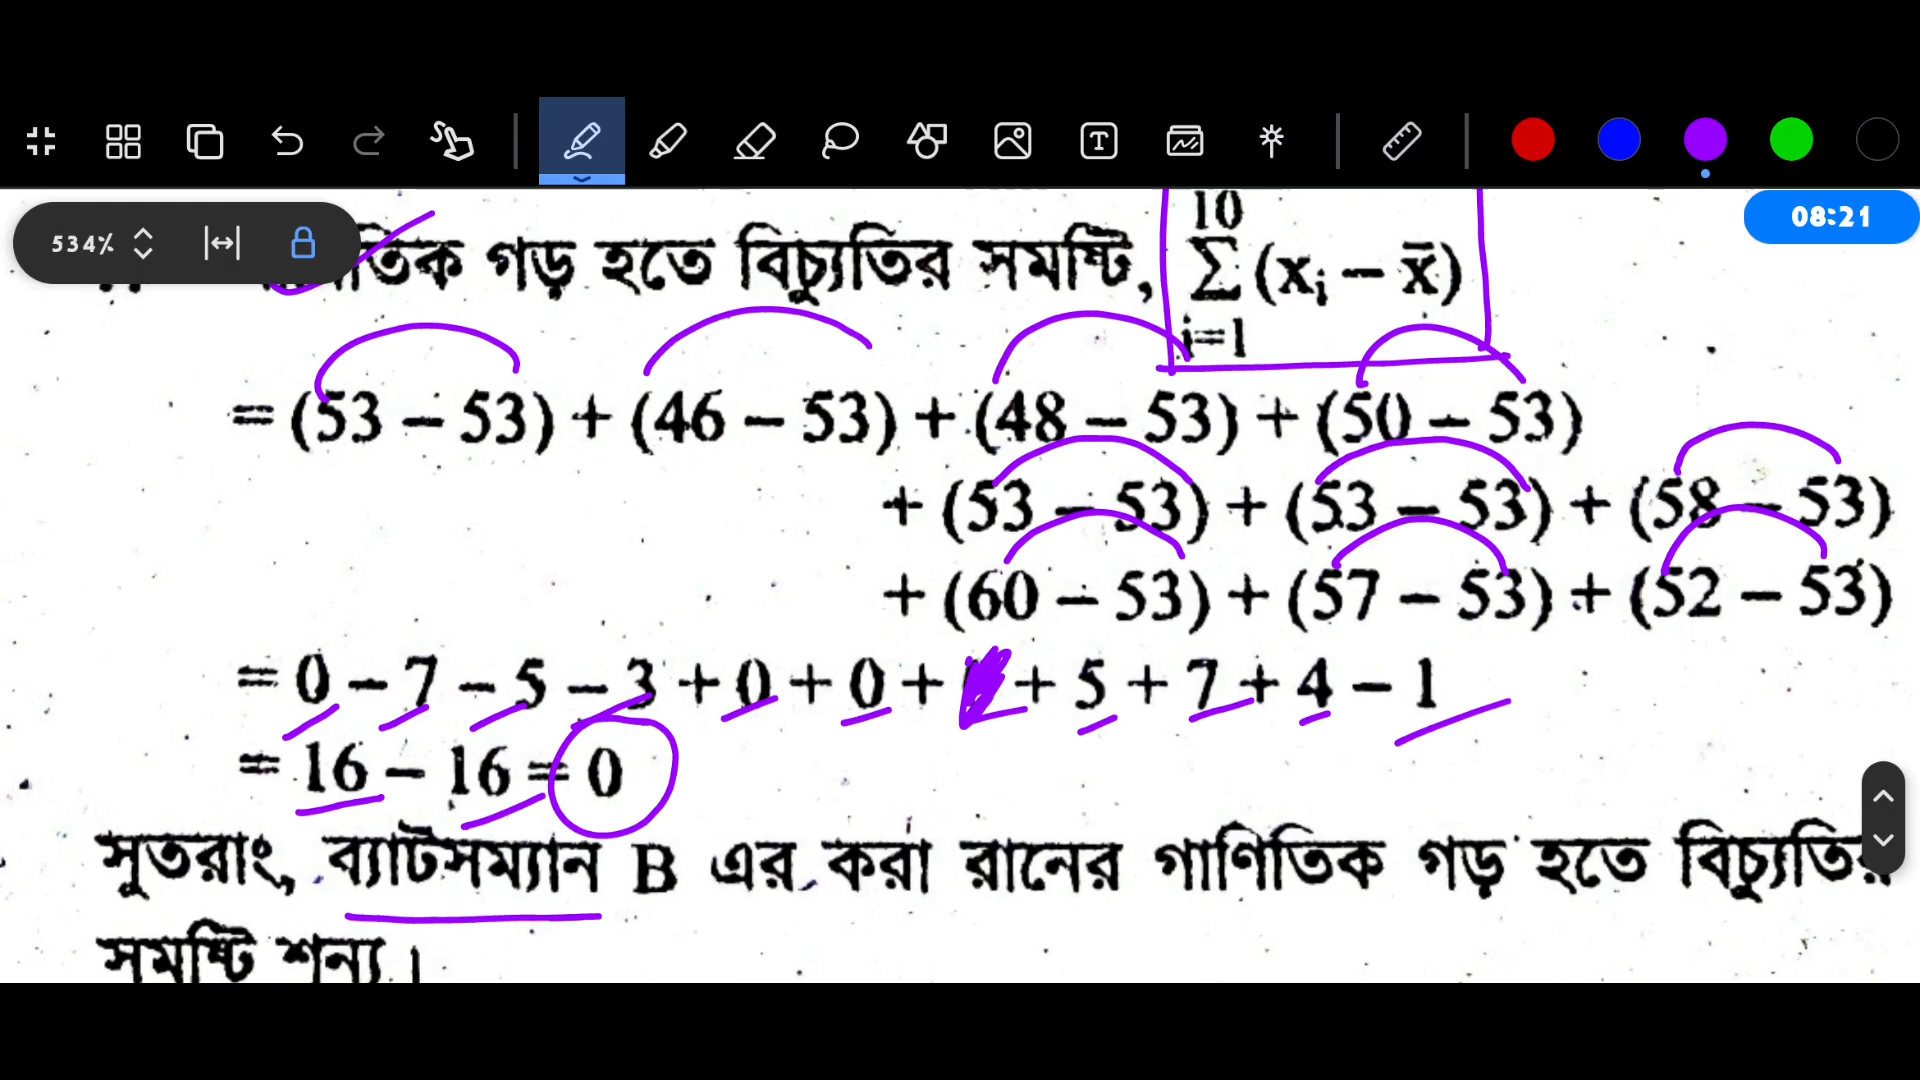 534%
08:21
তিক গড় হতে বিচ্যুতির সমষ্টি, 10 Σ i=1 (xᵢ − x̄)
= (53 − 53) + (46 − 53) + (48 − 53) + (50 − 53)
+ (53 − 53) + (53 − 53) + (58 − 53)
+ (60 − 53) + (57 − 53) + (52 − 53)
= 0 − 7 − 5 − 3 + 0 + 0 + + 5 + 7 + 4 − 1
= 16 − 16 = 0
সুতরাং, ব্যাটসম্যান B এর করা রানের গাণিতিক গড় হতে বিচ্যুতির
সমষ্টি শূন্য।